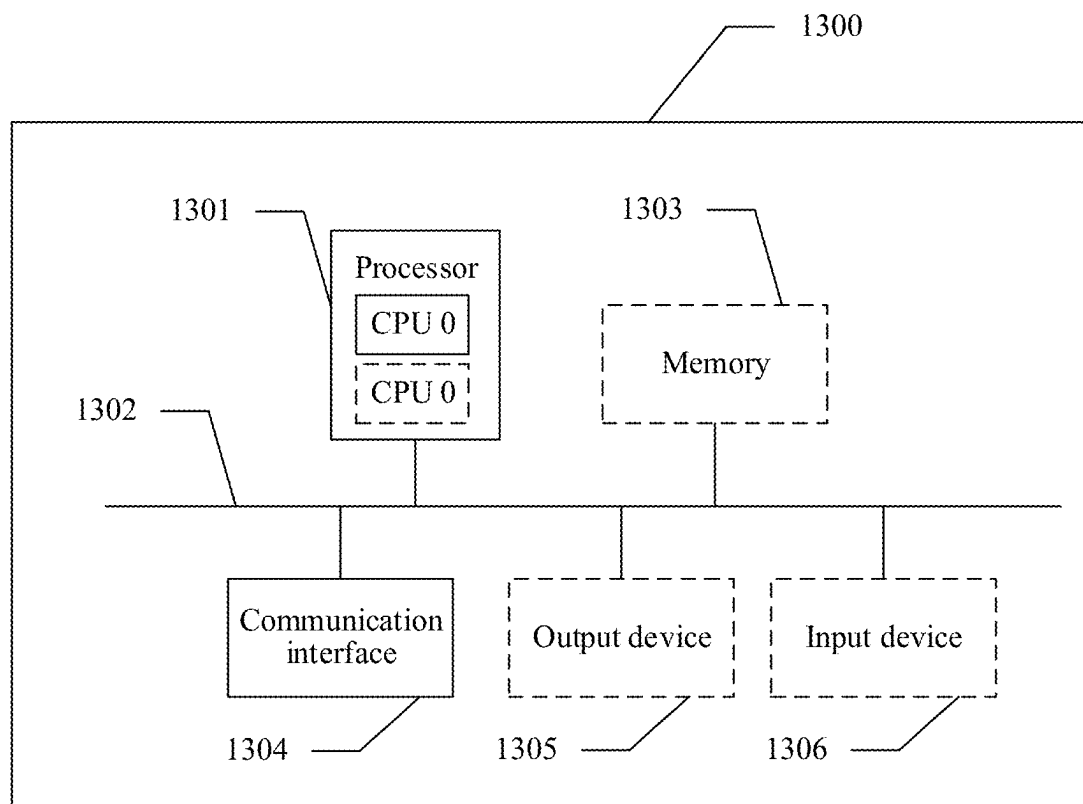 1300
1301
1303
Processor
CPU 0
CPU 0
Memory
1302
Communication
interface
Output device
Input device
1304
1305
1306